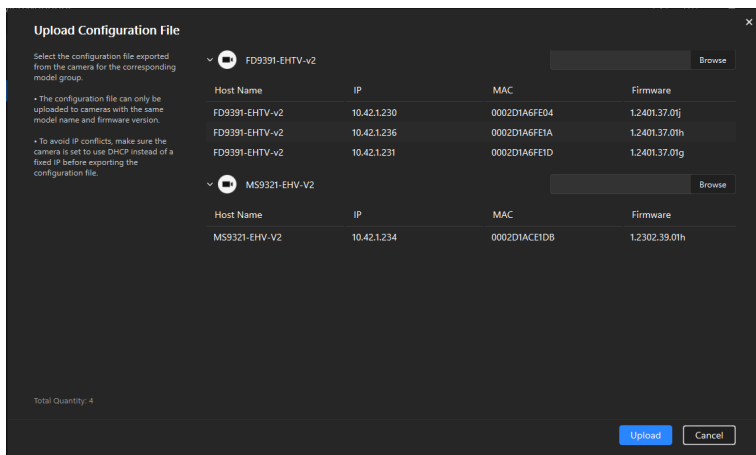 Upload Configuration File
Select the configuration file exported
from the camera for the corresponding
model group.
• The configuration file can only be
uploaded to cameras with the same
model name and firmware version.
• To avoid IP conflicts, make sure the
camera is set to use DHCP instead of a
fixed IP before exporting the
configuration file.
FD9391-EHTV-v2 Browse
Host Name IP MAC Firmware
FD9391-EHTV-v2 10.42.1.230 0002D1A6FE04 1.2401.37.01j
FD9391-EHTV-v2 10.42.1.236 0002D1A6FE1A 1.2401.37.01h
FD9391-EHTV-v2 10.42.1.231 0002D1A6FE1D 1.2401.37.01g
MS9321-EHV-V2 Browse
Host Name IP MAC Firmware
MS9321-EHV-V2 10.42.1.234 0002D1ACE1DB 1.2302.39.01h
Total Quantity: 4
Upload Cancel